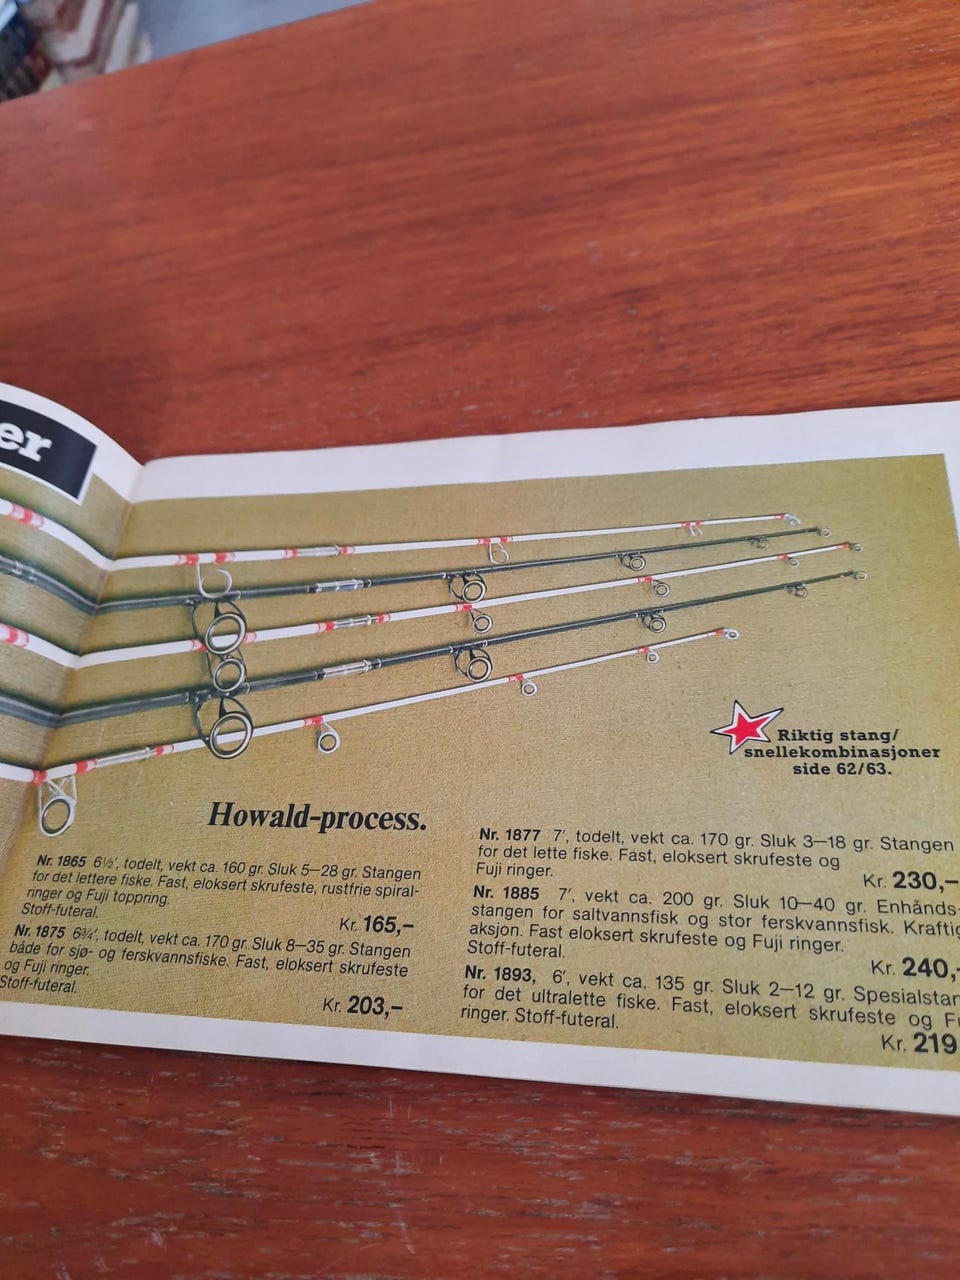 er
Riktig stang/
snellekombinasjoner
side 62/63.
Howald-process.
Nr. 1865 6½′, todelt, vekt ca. 160 gr. Sluk 5–28 gr. Stangen
for det lettere fiske. Fast, eloksert skrufeste, rustfrie spiral-
ringer og Fuji toppring.
Stoff-futeral.
Kr. 165,–
Nr. 1875 6¾′, todelt, vekt ca. 170 gr. Sluk 8–35 gr. Stangen
både for sjø- og ferskvannsfiske. Fast, eloksert skrufeste
og Fuji ringer.
Stoff-futeral.
Kr. 203,–
Nr. 1877 7′, todelt, vekt ca. 170 gr. Sluk 3–18 gr. Stangen
for det lette fiske. Fast, eloksert skrufeste og
Fuji ringer.
Kr. 230,–
Nr. 1885 7′, vekt ca. 200 gr. Sluk 10–40 gr. Enhånds-
stangen for saltvannsfisk og stor ferskvannsfisk. Kraftig
aksjon. Fast eloksert skrufeste og Fuji ringer.
Stoff-futeral.
Kr. 240,–
Nr. 1893, 6′, vekt ca. 135 gr. Sluk 2–12 gr. Spesialstan
for det ultralette fiske. Fast, eloksert skrufeste og Fu
ringer. Stoff-futeral.
Kr. 219